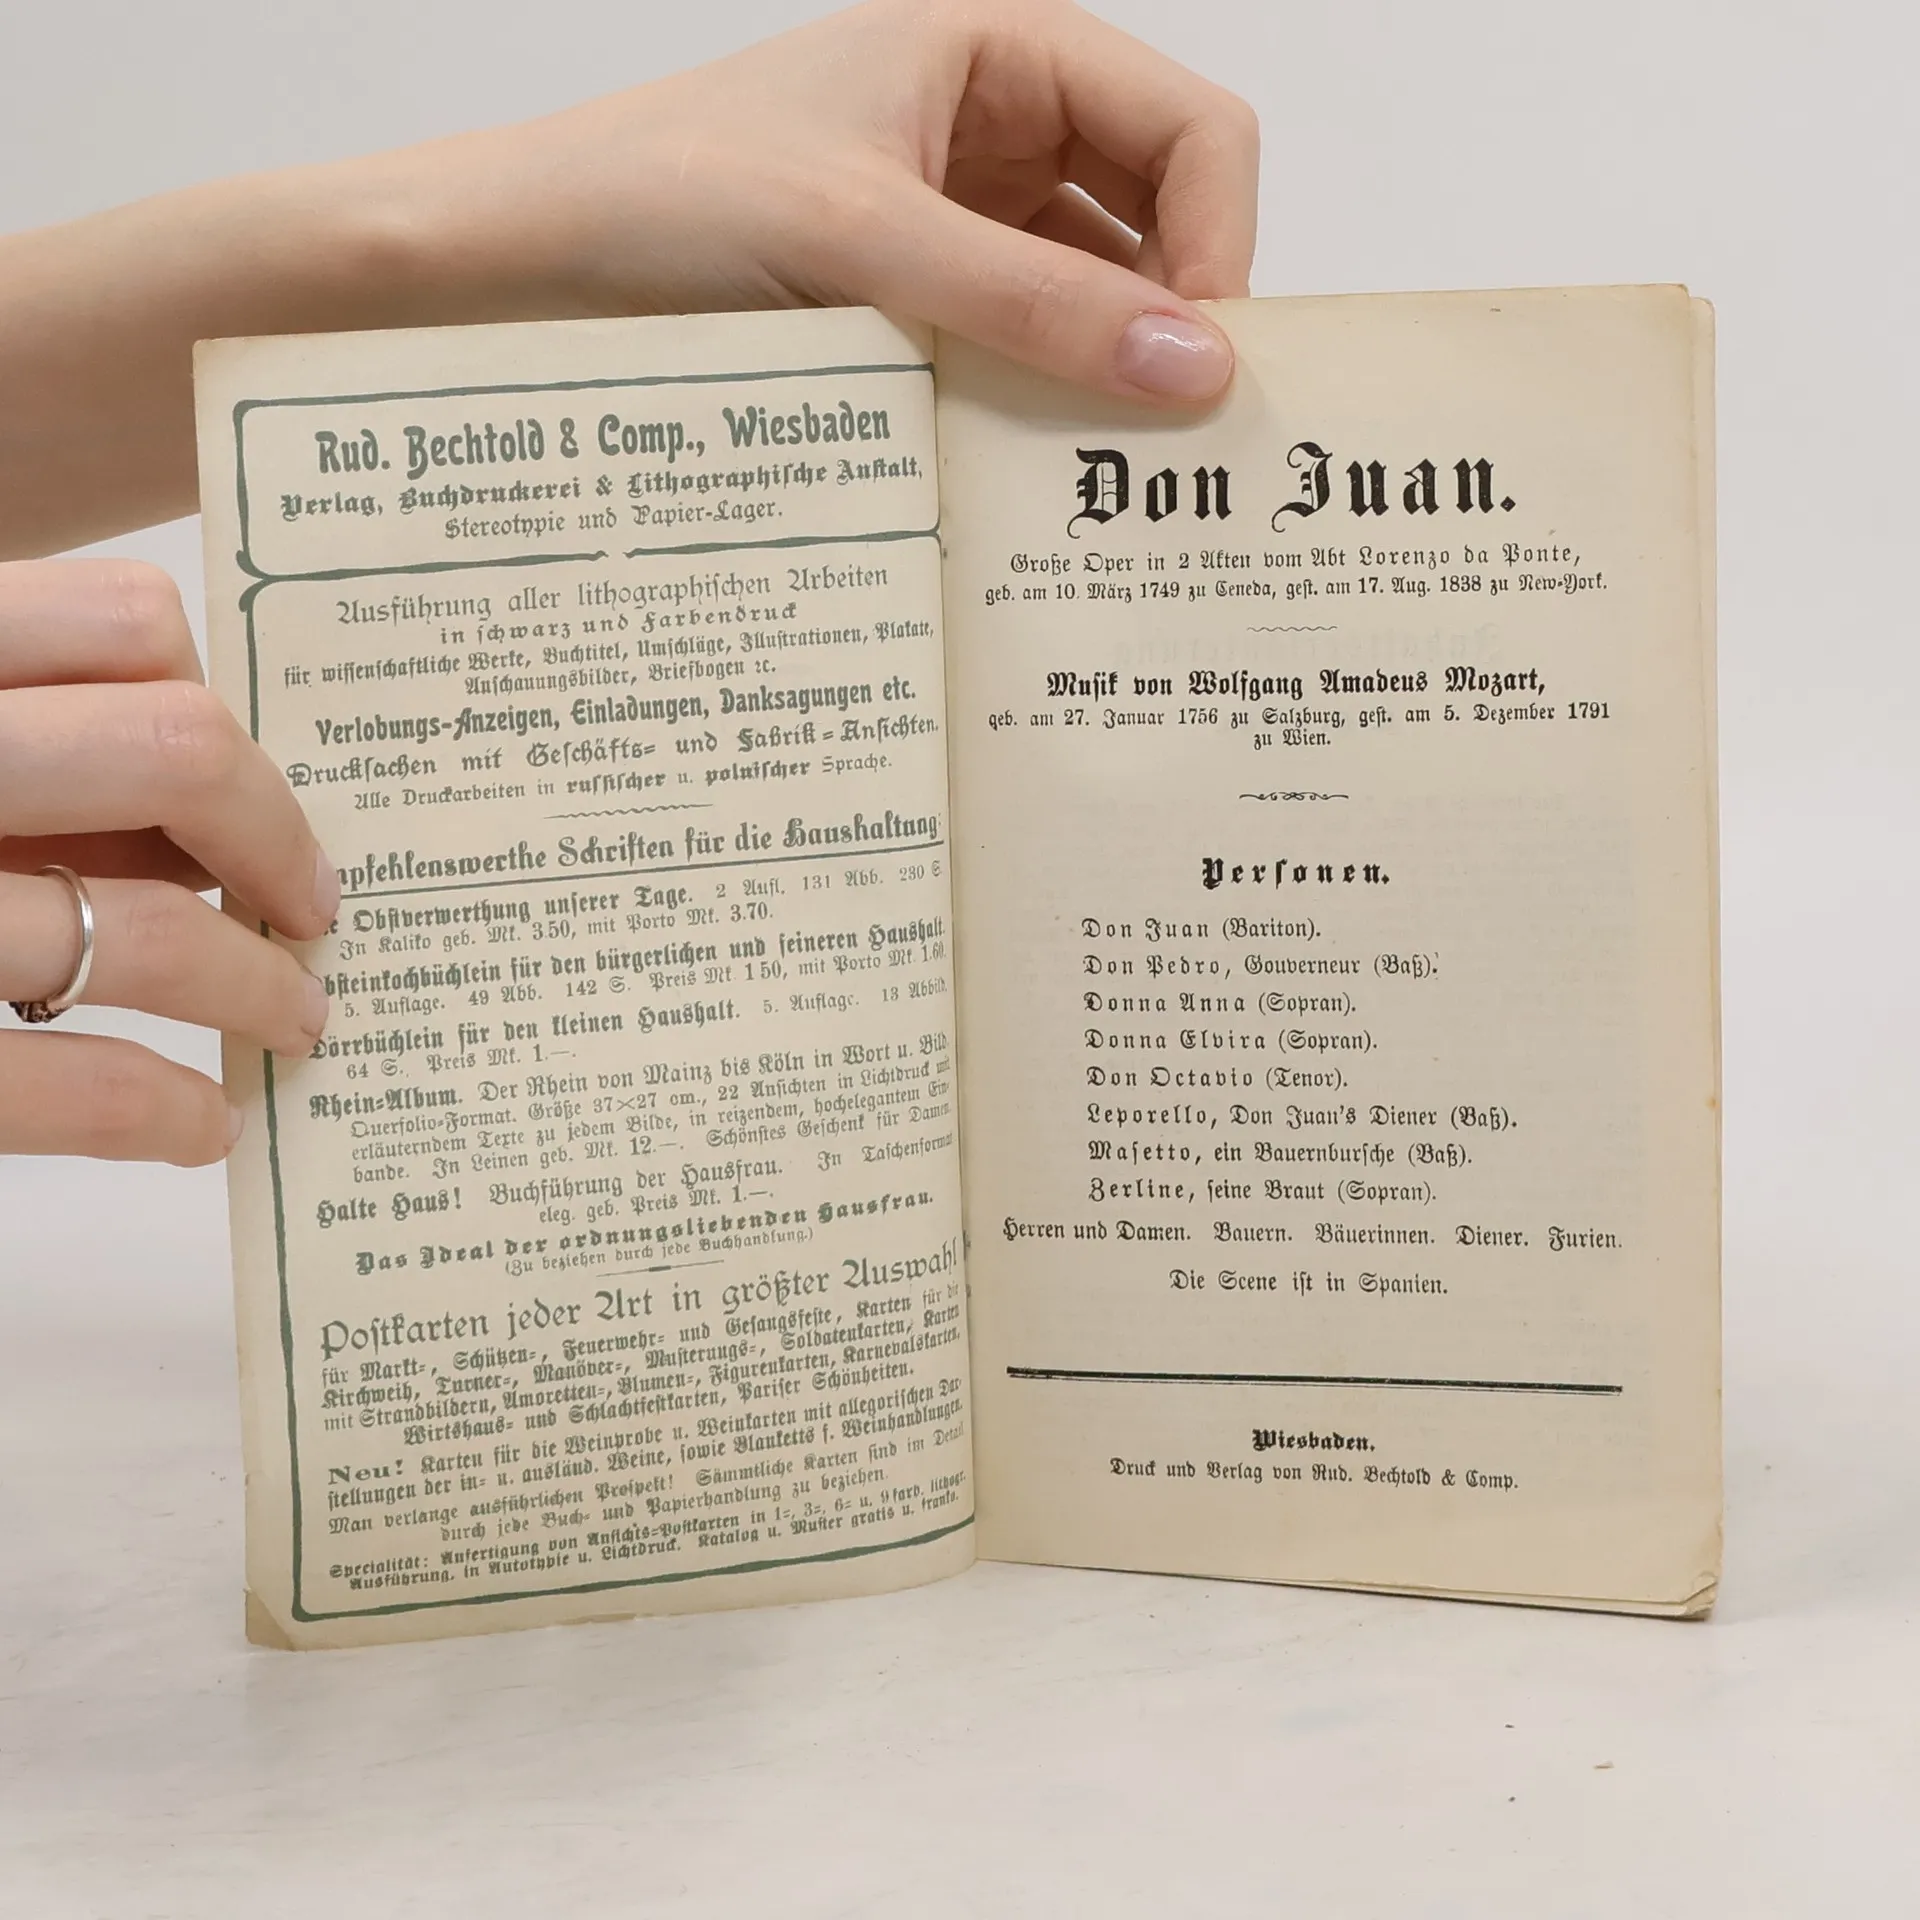 Rud. Bechtold & Comp., Wiesbaden
Verlag, Buchdruckerei & Lithographische Anstalt,
Stereotypie und Papier-Lager.
Ausführung aller lithographischen Arbeiten
in schwarz und Farbendruck
für wissenschaftliche Werke, Buchtitel, Umschläge, Illustrationen, Plakate,
Anschauungsbilder, Briefbogen ꝛc.
Verlobungs-Anzeigen, Einladungen, Danksagungen etc.
Drucksachen mit Geschäfts- und Fabrik-Ansichten.
Alle Druckarbeiten in russischer u. polnischer Sprache.
mpfehlenswerthe Schriften für die Haushaltung:
e Obstverwerthung unserer Tage. 2 Aufl. 131 Abb. 230 S.
In Kaliko geb. Mk. 3.50, mit Porto Mk. 3.70.
bsteinkochbüchlein für den bürgerlichen und feineren Haushalt.
5. Auflage. 49 Abb. 142 S. Preis Mk. 1 50, mit Porto Mk. 1.60.
Dörrbüchlein für den kleinen Haushalt. 5. Auflage. 13 Abbild.
64 S. Preis Mk. 1.—.
Rhein-Album. Der Rhein von Mainz bis Köln in Wort u. Bild.
Querfolio-Format. Größe 37×27 cm., 22 Ansichten in Lichtdruck mit
erläuterndem Texte zu jedem Bilde, in reizendem, hochelegantem Ein-
bande. In Leinen geb. Mk. 12.—. Schönstes Geschenk für Damen.
Halte Haus! Buchführung der Hausfrau. In Taschenformat
eleg. geb. Preis Mk. 1.—.
Das Ideal der ordnungsliebenden Hausfrau.
(Zu beziehen durch jede Buchhandlung.)
Postkarten jeder Art in größter Auswahl
für Markt-, Schützen-, Feuerwehr- und Gesangsfeste, Karten für die
Kirchweih, Turner-, Manöver-, Musterungs-, Soldatenkarten, Karten
mit Strandbildern, Amoretten-, Blumen-, Figurenkarten, Karnevalskarten,
Wirtshaus- und Schlachtfestkarten, Pariser Schönheiten.
Neu! Karten für die Weinprobe u. Weinkarten mit allegorischen Dar-
stellungen der in- u. ausländ. Weine, sowie Blanketts f. Weinhandlungen.
Man verlange ausführlichen Prospekt! Sämmtliche Karten sind im Detail
durch jede Buch- und Papierhandlung zu beziehen.
Specialität: Anfertigung von Ansichts-Postkarten in 1-, 3-, 6- u. 9 farb. lithogr.
Ausführung, in Autotypie u. Lichtdruck. Katalog u. Muster gratis u. franko.
Don Juan.
Große Oper in 2 Akten vom Abt Lorenzo da Ponte,
geb. am 10. März 1749 zu Ceneda, gest. am 17. Aug. 1838 zu New-York.
Musik von Wolfgang Amadeus Mozart,
geb. am 27. Januar 1756 zu Salzburg, gest. am 5. Dezember 1791
zu Wien.
Personen.
Don Juan (Bariton).
Don Pedro, Gouverneur (Baß).
Donna Anna (Sopran).
Donna Elvira (Sopran).
Don Octavio (Tenor).
Leporello, Don Juan's Diener (Baß).
Masetto, ein Bauernbursche (Baß).
Zerline, seine Braut (Sopran).
Herren und Damen. Bauern. Bäuerinnen. Diener. Furien.
Die Scene ist in Spanien.
Wiesbaden.
Druck und Verlag von Rud. Bechtold & Comp.